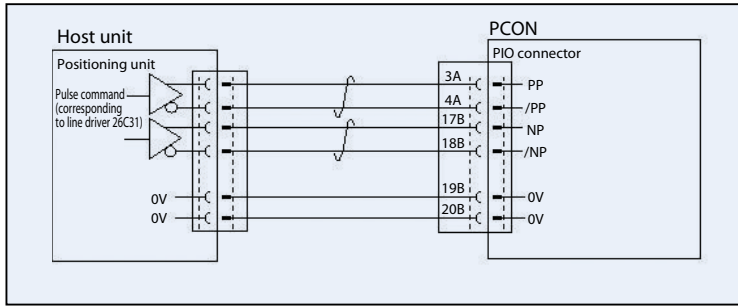 PCON
Host unit
PIO connector
Positioning unit
Pulse command
(corresponding
to line driver 26C31)
3A
PP
4A
/PP
17B
NP
18B
/NP
0V
19B
0V
0V
20B
0V